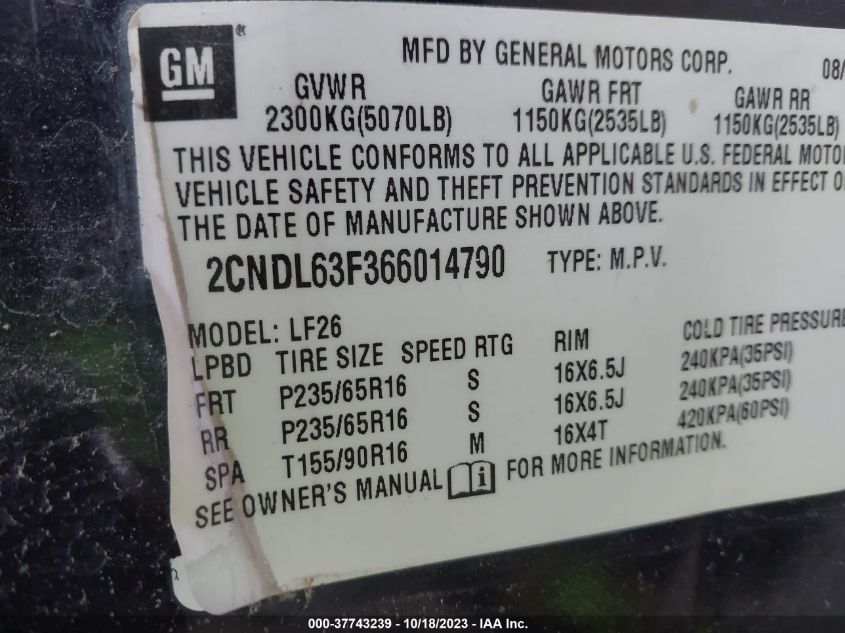 GM®
MFD BY GENERAL MOTORS CORP. 08/
GVWR GAWR FRT GAWR RR
2300KG(5070LB) 1150KG(2535LB) 1150KG(2535LB)
THIS VEHICLE CONFORMS TO ALL APPLICABLE U.S. FEDERAL MOTOR
VEHICLE SAFETY AND THEFT PREVENTION STANDARDS IN EFFECT O
THE DATE OF MANUFACTURE SHOWN ABOVE.
2CNDL63F366014790 TYPE: M.P.V.
MODEL: LF26
LPBD TIRE SIZE SPEED RTG RIM COLD TIRE PRESSURE
FRT P235/65R16 S 16X6.5J 240KPA(35PSI)
RR P235/65R16 S 16X6.5J 240KPA(35PSI)
SPA T155/90R16 M 16X4T 420KPA(60PSI)
SEE OWNER'S MANUAL i FOR MORE INFORMATION.
000-37743239 - 10/18/2023 - IAA Inc.